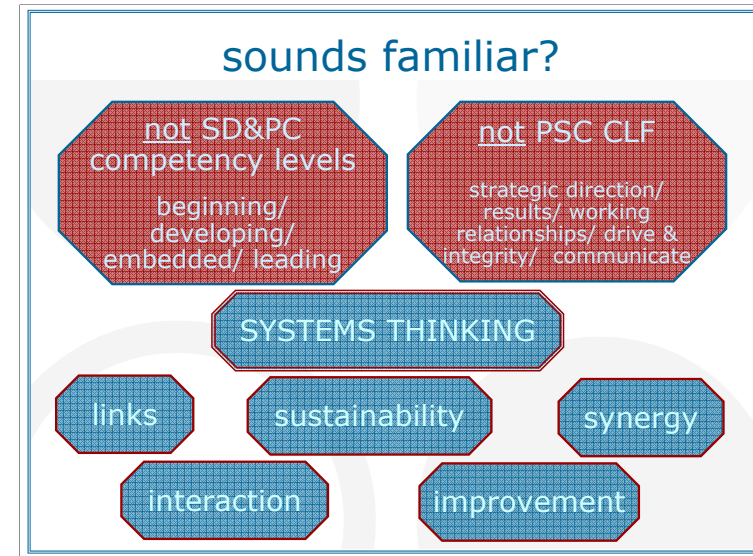 sounds familiar?
not SD&PC
competency levels
beginning/
developing/
embedded/ leading
not PSC CLF
strategic direction/
results/ working
relationships/ drive &
integrity/ communicate
SYSTEMS THINKING
links
sustainability
synergy
interaction
improvement